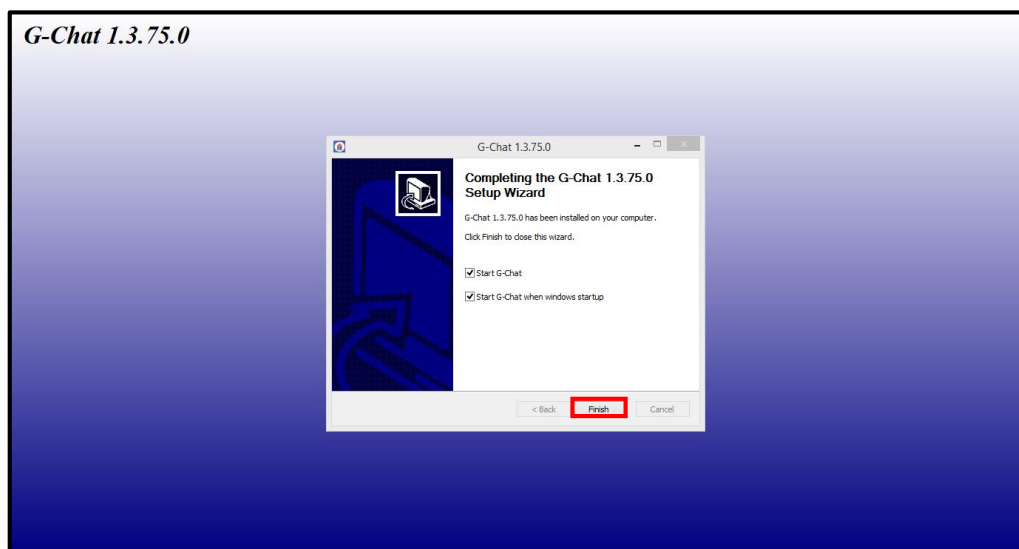 G-Chat 1.3.75.0
G-Chat 1.3.75.0
Completing the G-Chat 1.3.75.0
Setup Wizard
G-Chat 1.3.75.0 has been installed on your computer.
Click Finish to close this wizard.
Start G-Chat
Start G-Chat when windows startup
< Back Finish Cancel